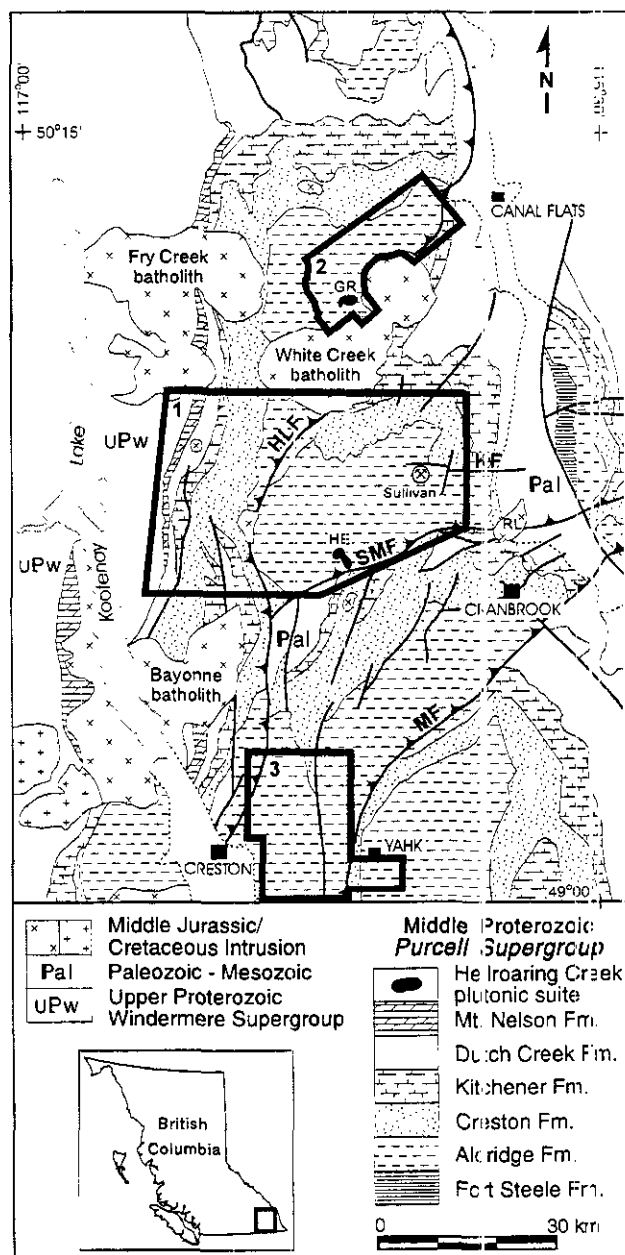 117°00'
50°15'
N
CANAL FLATS
2
GR
Fry Creek
batholith
White Creek
batholith
1
UPw
HLF
Lake
KF
Sullivan
Pal
HE
SMF
RL
UPw
Kootenay
CRANBROOK
Pal
Bayonne
batholith
MF
3
CRESTON
YAHK
49°00
Middle Jurassic/
Cretaceous Intrusion
Pal Paleozoic - Mesozoic
UPw Upper Proterozoic
Windermere Supergroup
Middle Proterozoic
Purcell Supergroup
Hellroaring Creek
plutonic suite
Mt. Nelson Fm.
Dutch Creek Fm.
Kitchener Fm.
Creston Fm.
Aldridge Fm.
Fort Steele Fm.
British
Columbia
0 30 km